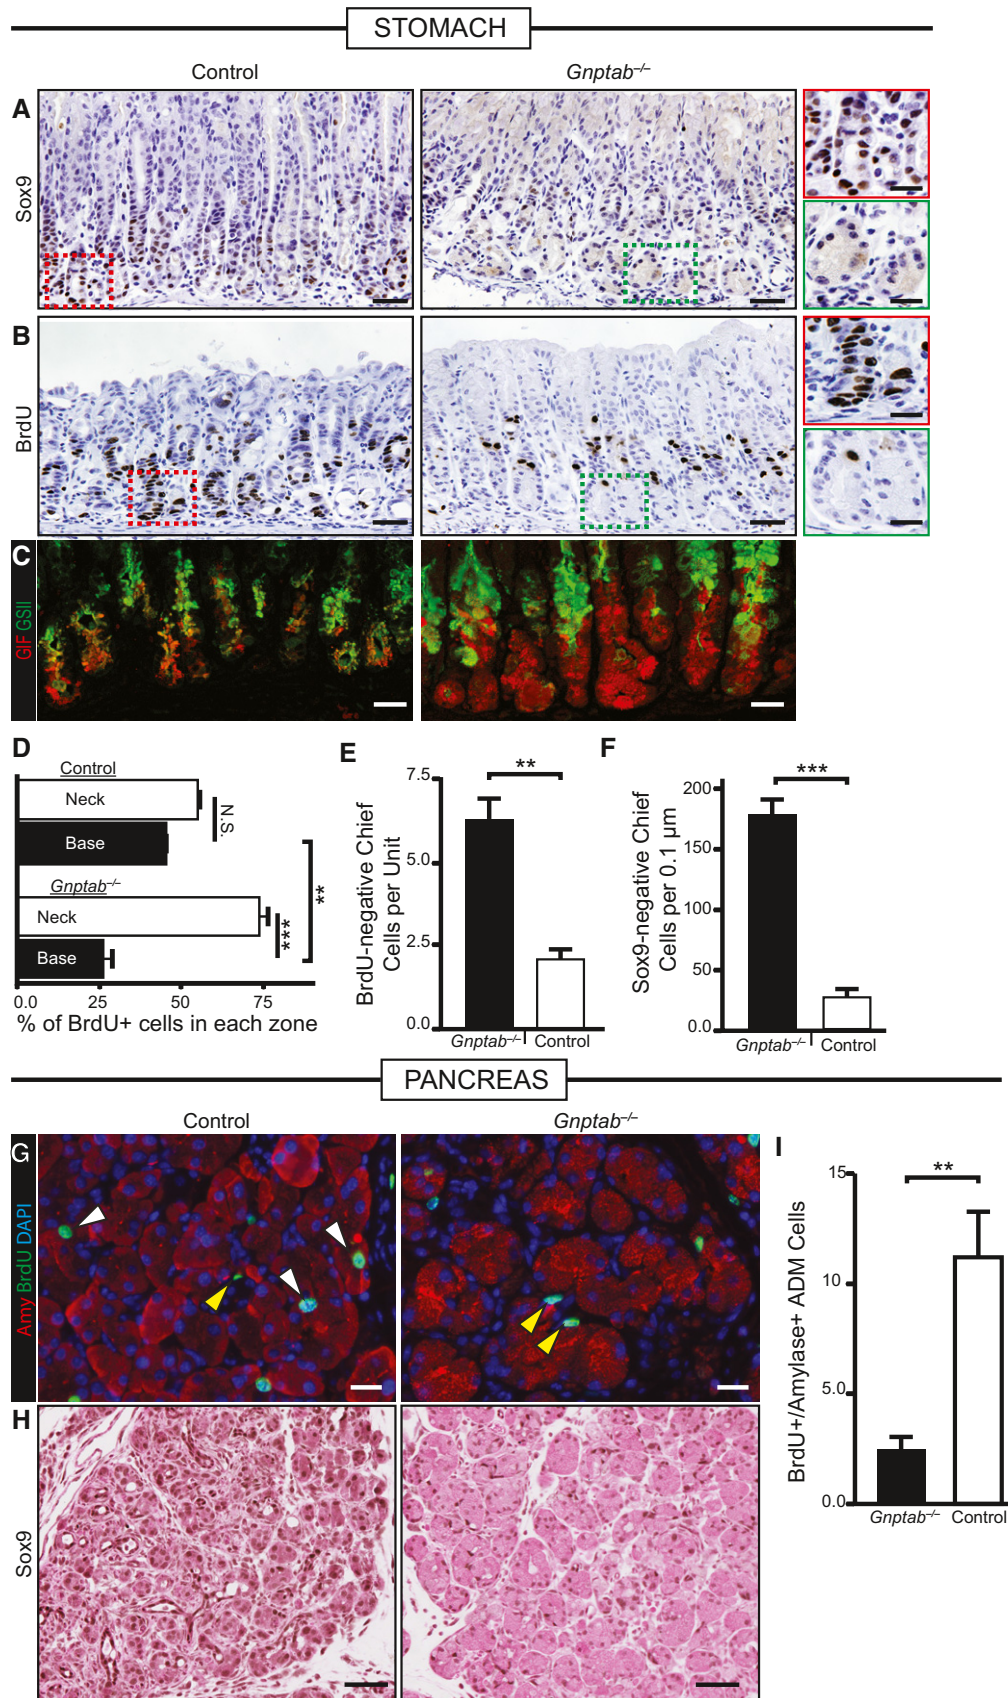 STOMACH
Control
Gnptab–/–
A
Sox9
B
BrdU
C
GIF GSII
D
Control
Neck
Base
Gnptab–/–
Neck
Base
N.S.
***
**
0.0 25 50 75
% of BrdU+ cells in each zone
E
BrdU-negative Chief
Cells per Unit
7.5
5.0
2.5
0.0
**
Gnptab–/– Control
F
Sox9-negative Chief
Cells per 0.1 µm
200
150
100
50
0.0
***
Gnptab–/– Control
PANCREAS
Control
Gnptab–/–
G
Amy BrdU DAPI
H
Sox9
I
BrdU+/Amylase+ ADM Cells
15
10
5.0
0.0
**
Gnptab–/– Control